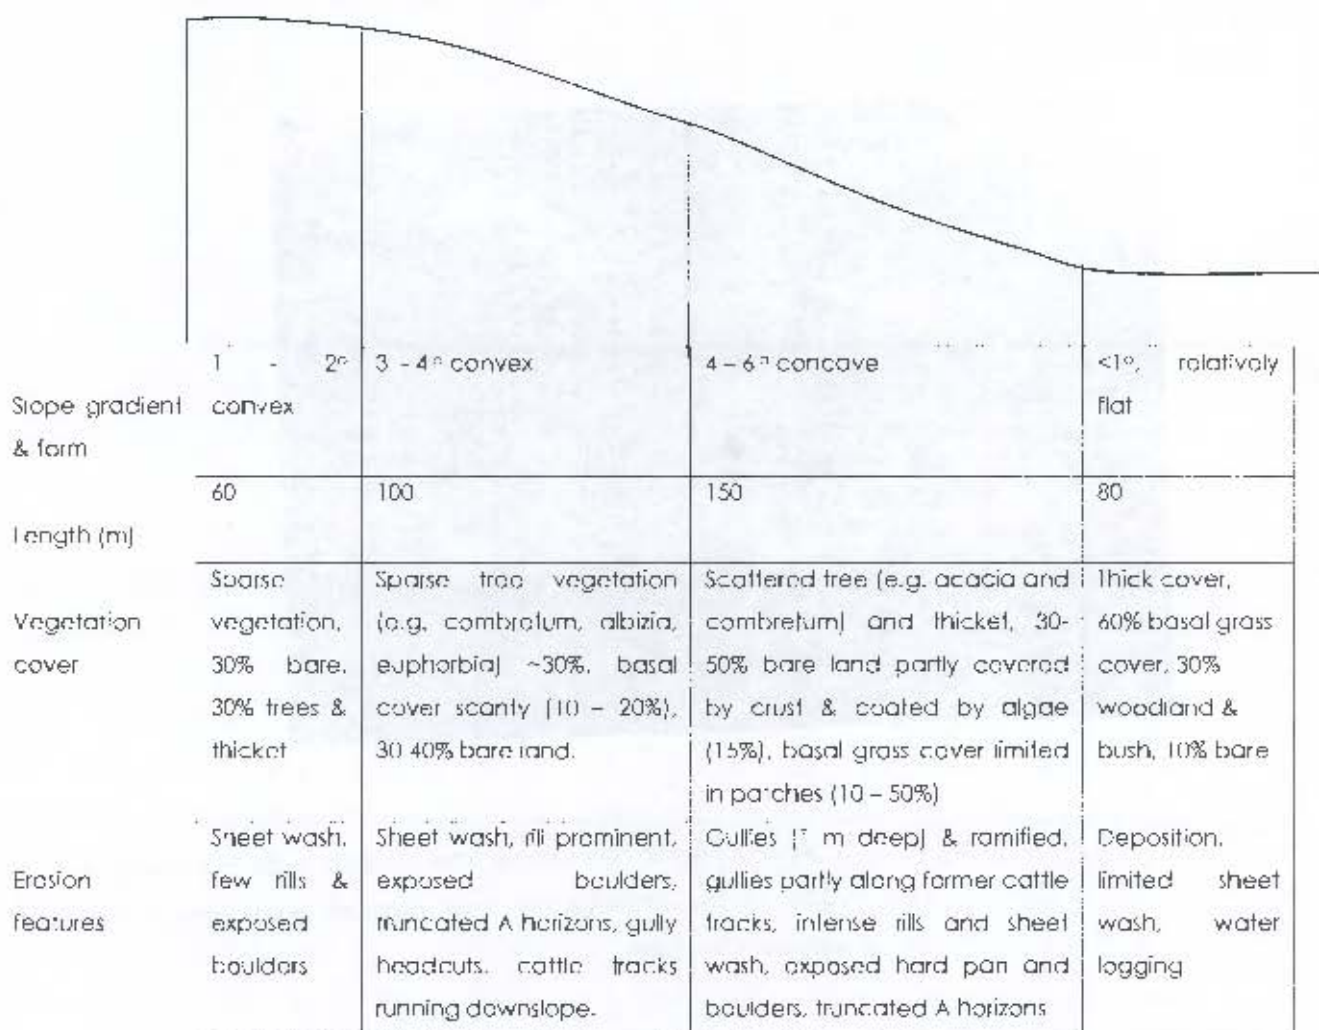 1 - 2° convex
3 - 4° convex
4 – 6° concave
<1°, relatively flat
Slope gradient & form
60
100
150
80
Length (m)
Sparse vegetation, 30% bare, 30% trees & thicket
Sparse tree vegetation (e.g. combretum, albizia, euphorbia) ~30%, basal cover scanty (10 – 20%), 30-40% bare land.
Scattered tree (e.g. acacia and combretum) and thicket, 30-50% bare land partly covered by crust & coated by algae (15%), basal grass cover limited in patches (10 – 50%)
Thick cover, 60% basal grass cover, 30% woodland & bush, 10% bare
Vegetation cover
Sheet wash, few rills & exposed boulders
Sheet wash, rill prominent, exposed boulders, truncated A horizons, gully headcuts, cattle tracks running downslope.
Gullies m deep) & ramified, gullies partly along former cattle tracks, intense rills and sheet wash, exposed hard pan and boulders, truncated A horizons
Deposition, limited sheet wash, water logging
Erosion features